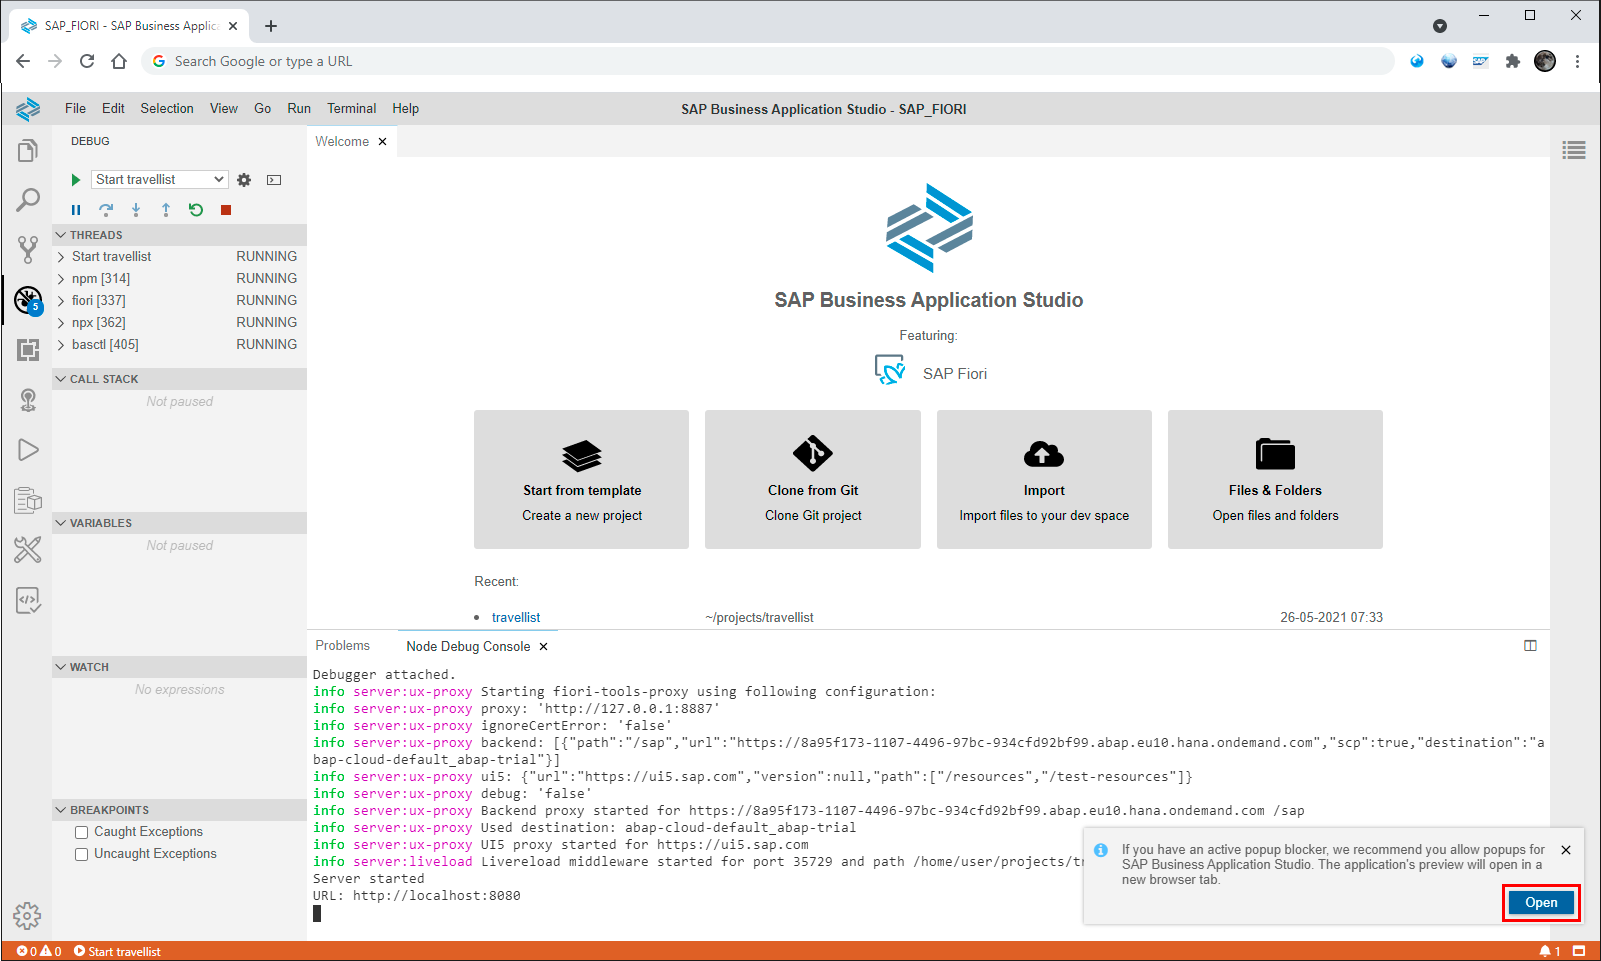 SAP_FIORI - SAP Business Applica
Search Google or type a URL
SAP
File Edit Selection View Go Run Terminal Help
SAP Business Application Studio - SAP_FIORI
DEBUG
Start travellist
THREADS
Start travellist RUNNING
npm [314] RUNNING
fiori [337] RUNNING
npx [362] RUNNING
basctl [405] RUNNING
5
CALL STACK
Not paused
VARIABLES
Not paused
WATCH
No expressions
BREAKPOINTS
Caught Exceptions
Uncaught Exceptions
Welcome
SAP Business Application Studio
Featuring:
SAP Fiori
Start from template
Create a new project
Clone from Git
Clone Git project
Import
Import files to your dev space
Files & Folders
Open files and folders
Recent:
travellist ~/projects/travellist 26-05-2021 07:33
Problems Node Debug Console
Debugger attached.
info server:ux-proxy Starting fiori-tools-proxy using following configuration:
info server:ux-proxy proxy: 'http://127.0.0.1:8887'
info server:ux-proxy ignoreCertError: 'false'
info server:ux-proxy backend: [{"path":"/sap","url":"https://8a95f173-1107-4496-97bc-934cfd92bf99.abap.eu10.hana.ondemand.com","scp":true,"destination":"a
bap-cloud-default_abap-trial"}]
info server:ux-proxy ui5: {"url":"https://ui5.sap.com","version":null,"path":["/resources","/test-resources"]}
info server:ux-proxy debug: 'false'
info server:ux-proxy Backend proxy started for https://8a95f173-1107-4496-97bc-934cfd92bf99.abap.eu10.hana.ondemand.com /sap
info server:ux-proxy Used destination: abap-cloud-default_abap-trial
info server:ux-proxy UI5 proxy started for https://ui5.sap.com
info server:liveload Livereload middleware started for port 35729 and path /home/user/projects/tr
Server started
URL: http://localhost:8080
If you have an active popup blocker, we recommend you allow popups for
SAP Business Application Studio. The application's preview will open in a
new browser tab.
Open
0 0 Start travellist
1